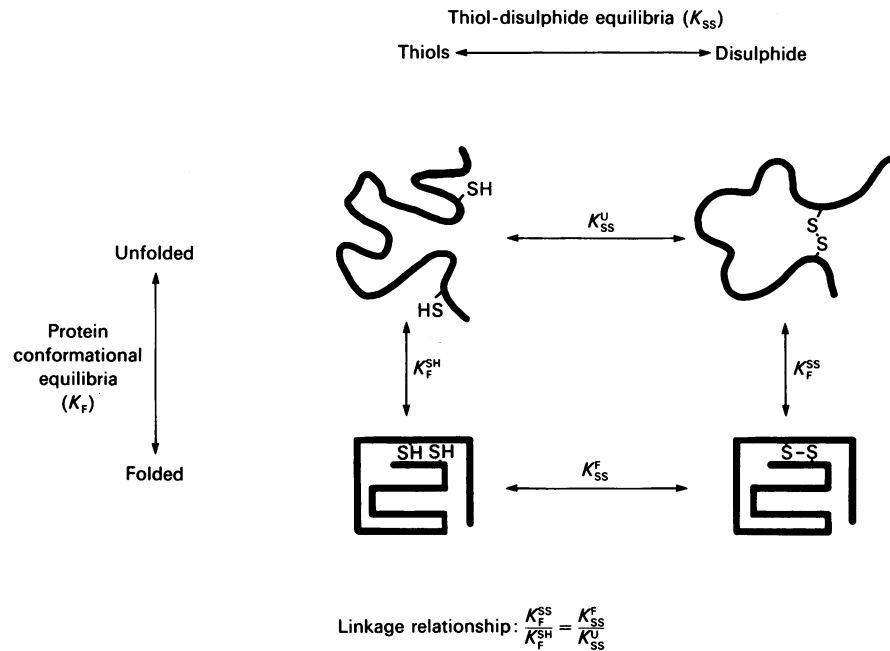 Thiol-disulphide equilibria (K_SS)
Thiols Disulphide
SH
S
S
Unfolded
K^U_SS
HS
Protein
conformational
equilibria
(K_F)
K^SH_F
K^SS_F
Folded
SH SH
S-S
K^F_SS
Linkage relationship: K^SS_F / K^SH_F = K^F_SS / K^U_SS